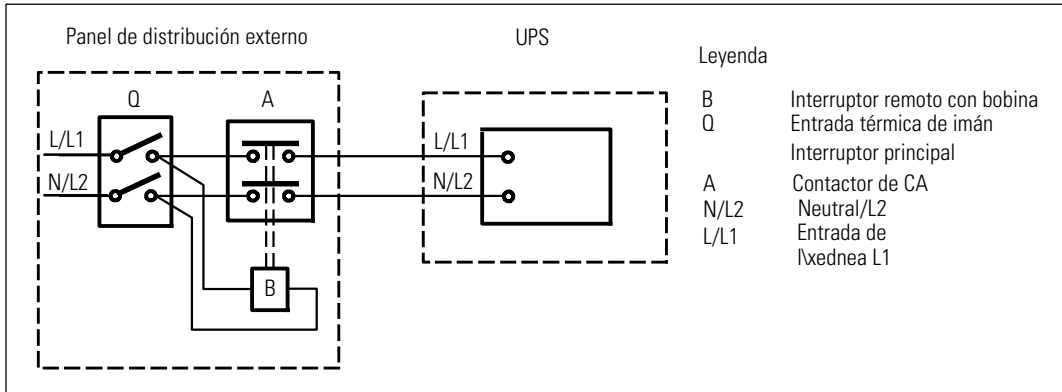 Panel de distribución externo
UPS
Leyenda
Q
A
L/L1
N/L2
B
L/L1
N/L2
B Interruptor remoto con bobina
Q Entrada térmica de imán
Interruptor principal
A Contactor de CA
N/L2 Neutral/L2
L/L1 Entrada de
l\xednea L1